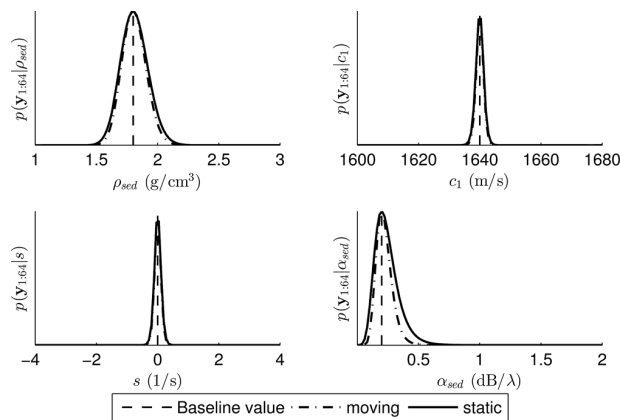 p(y₁:₆₄|ρsed)
1 1.5 2 2.5 3
ρsed (g/cm³)
p(y₁:₆₄|c₁)
1600 1620 1640 1660 1680
c₁ (m/s)
p(y₁:₆₄|s)
−4 −2 0 2 4
s (1/s)
p(y₁:₆₄|αsed)
0.5 1 1.5 2
αsed (dB/λ)
Baseline value moving static